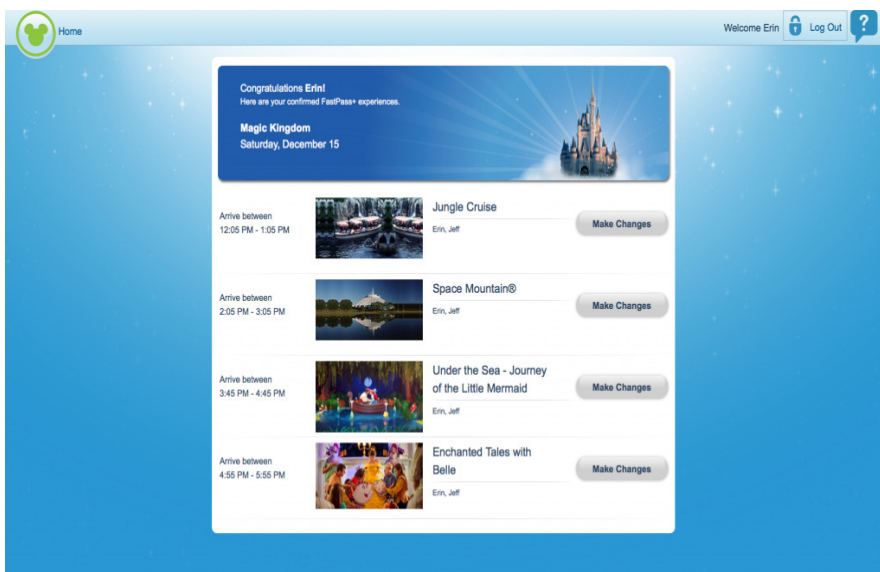 Home
Welcome Erin
Log Out
?
Congratulations Erin!
Here are your confirmed FastPass+ experiences.
Magic Kingdom
Saturday, December 15
Arrive between
12:05 PM - 1:05 PM
Jungle Cruise
Erin, Jeff
Make Changes
Arrive between
2:05 PM - 3:05 PM
Space Mountain®
Erin, Jeff
Make Changes
Arrive between
3:45 PM - 4:45 PM
Under the Sea - Journey
of the Little Mermaid
Erin, Jeff
Make Changes
Arrive between
4:55 PM - 5:55 PM
Enchanted Tales with
Belle
Erin, Jeff
Make Changes